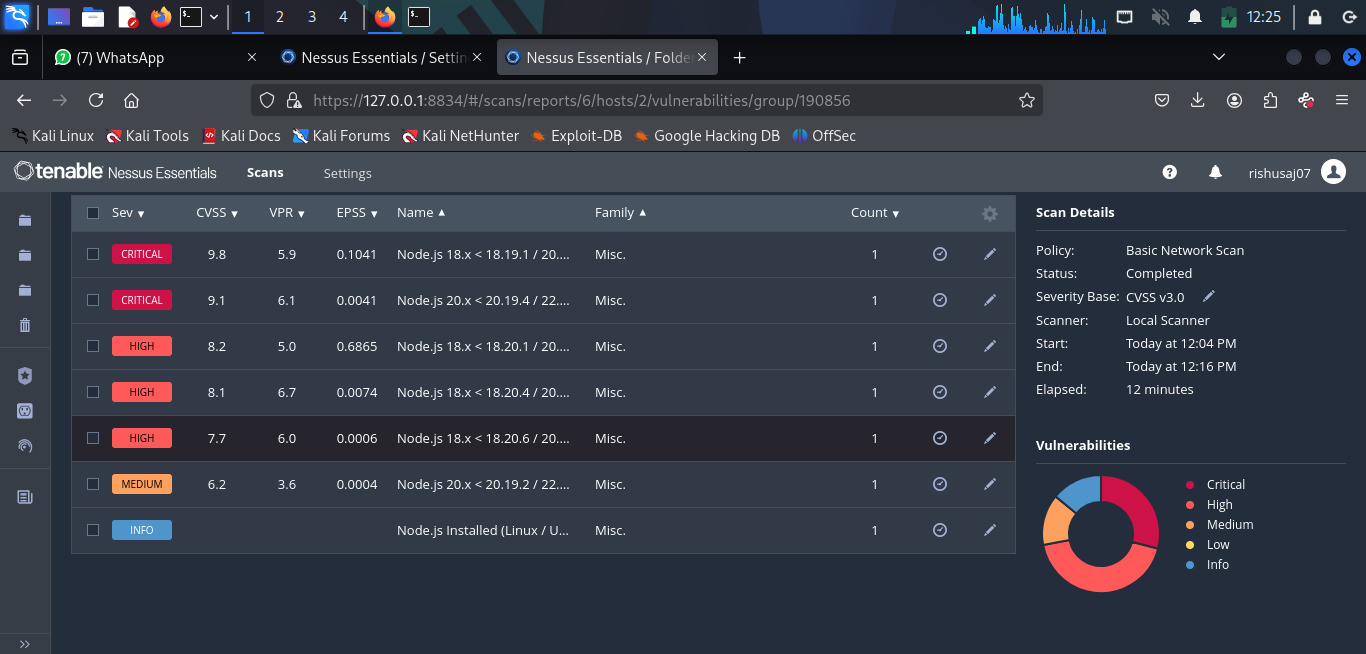 1 2 3 4 12:25
(7) WhatsApp Nessus Essentials / Settin Nessus Essentials / Folde
https://127.0.0.1:8834/#/scans/reports/6/hosts/2/vulnerabilities/group/190856
Kali Linux Kali Tools Kali Docs Kali Forums Kali NetHunter Exploit-DB Google Hacking DB OffSec
tenable Nessus Essentials Scans Settings rishusaj07
Sev CVSS VPR EPSS Name Family Count
CRITICAL 9.8 5.9 0.1041 Node.js 18.x < 18.19.1 / 20.... Misc. 1
CRITICAL 9.1 6.1 0.0041 Node.js 20.x < 20.19.4 / 22.... Misc. 1
HIGH 8.2 5.0 0.6865 Node.js 18.x < 18.20.1 / 20.... Misc. 1
HIGH 8.1 6.7 0.0074 Node.js 18.x < 18.20.4 / 20.... Misc. 1
HIGH 7.7 6.0 0.0006 Node.js 18.x < 18.20.6 / 20.... Misc. 1
MEDIUM 6.2 3.6 0.0004 Node.js 20.x < 20.19.2 / 22.... Misc. 1
INFO Node.js Installed (Linux / U... Misc. 1
Scan Details
Policy: Basic Network Scan
Status: Completed
Severity Base: CVSS v3.0
Scanner: Local Scanner
Start: Today at 12:04 PM
End: Today at 12:16 PM
Elapsed: 12 minutes
Vulnerabilities
Critical
High
Medium
Low
Info